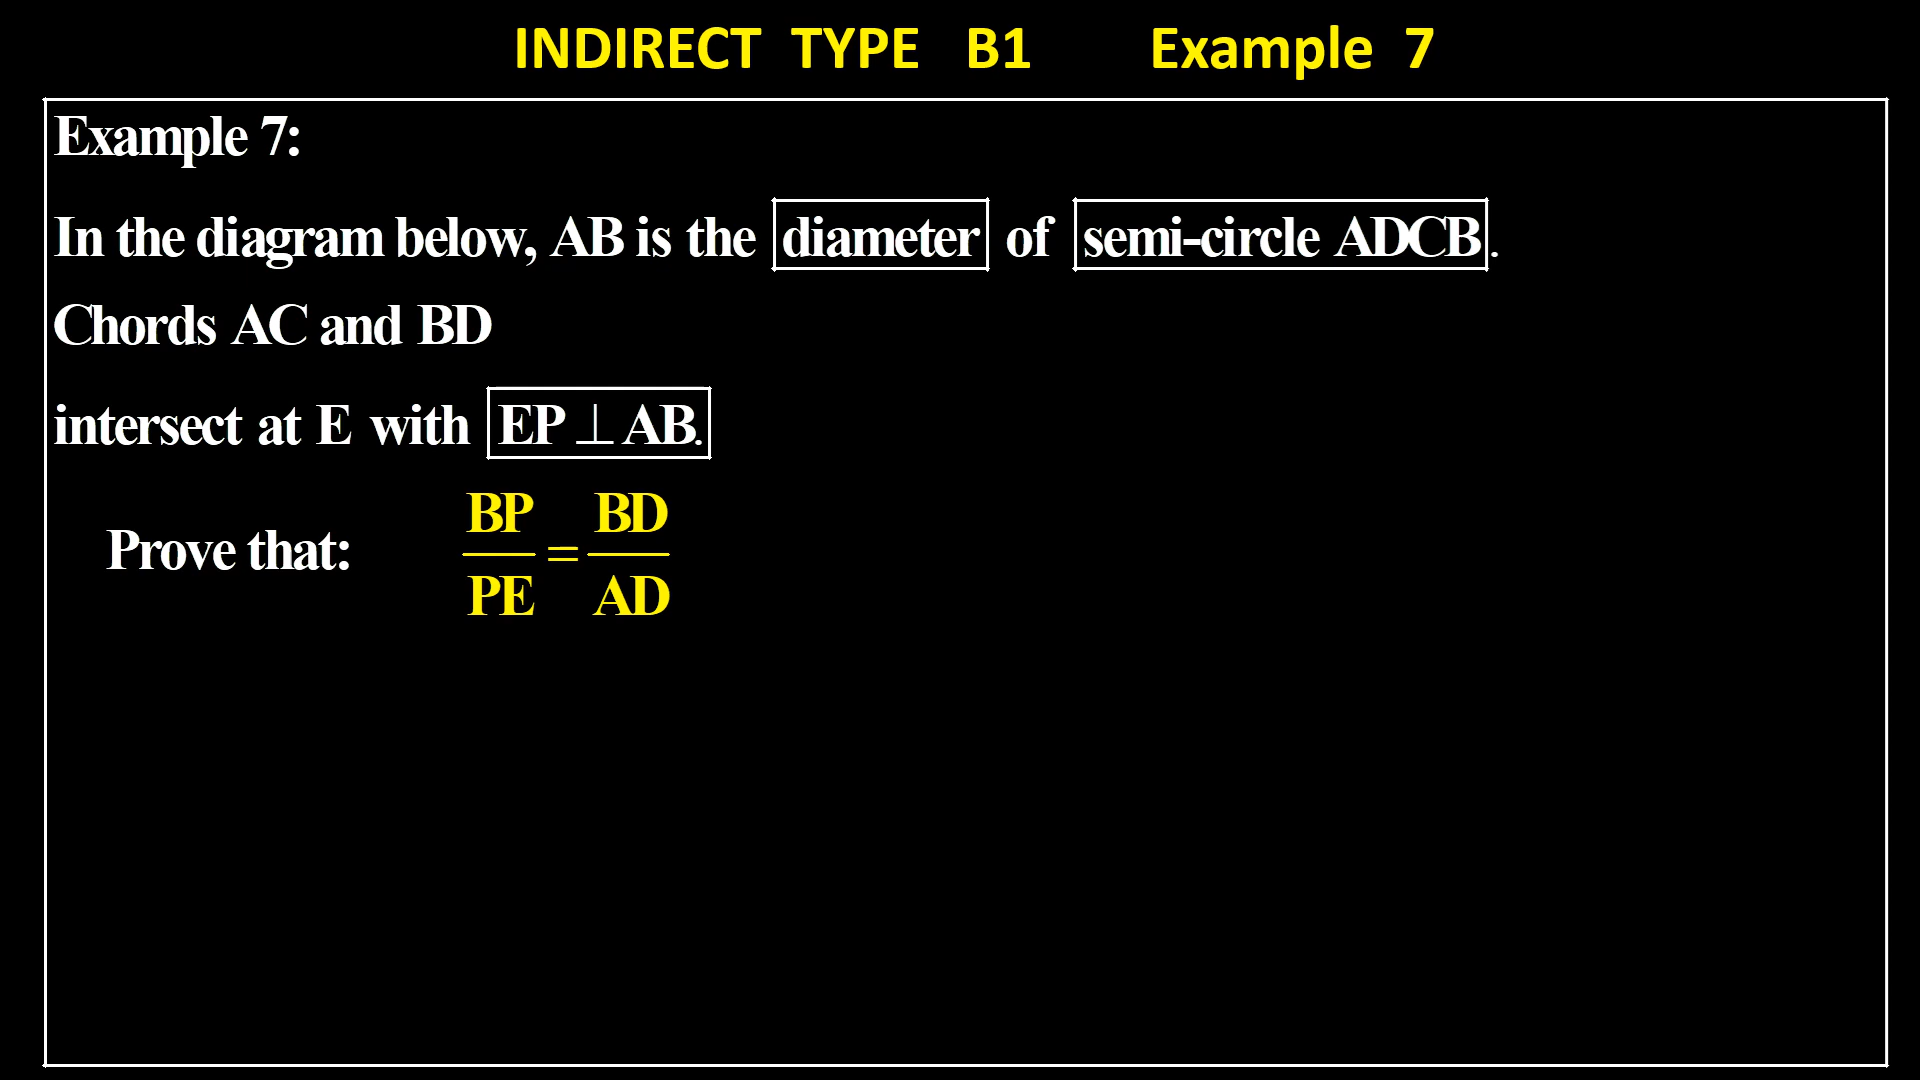 INDIRECT TYPE B1 Example 7
Example 7:
In the diagram below, AB is the diameter of semi-circle ADCB.
Chords AC and BD
intersect at E with EP ⊥ AB.
Prove that: BP/PE = BD/AD